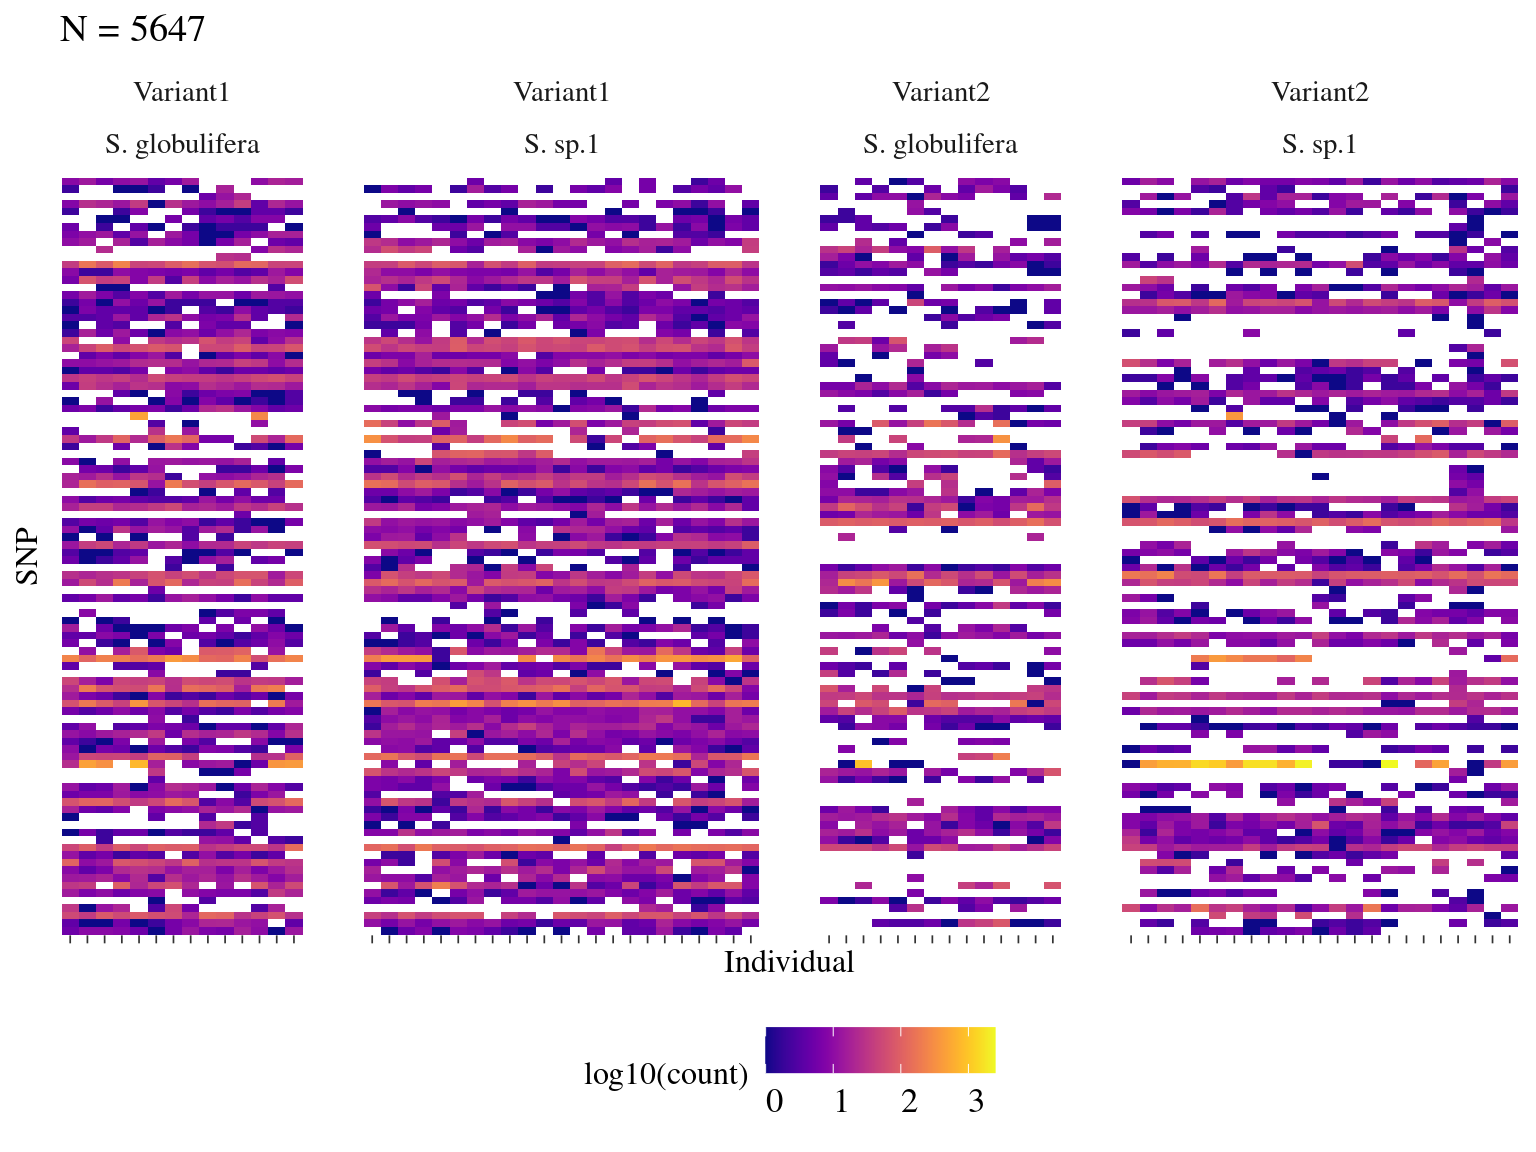 N = 5647
Variant1
Variant1
Variant2
Variant2
S. globulifera
S. sp.1
S. globulifera
S. sp.1
SNP
Individual
log10(count)
0
1
2
3